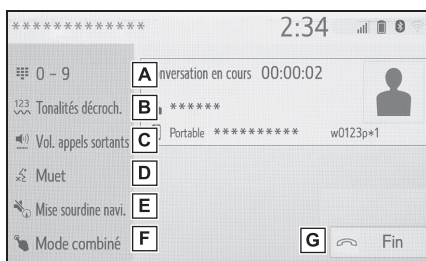 ************* 2:34
0 - 9 A nversation en cours 00:00:02
123 Tonalités décroch. B ******
Vol. appels sortants C Portable ********** w0123p*1
Muet D
Mise sourdine navi. E
Mode combiné F G Fin